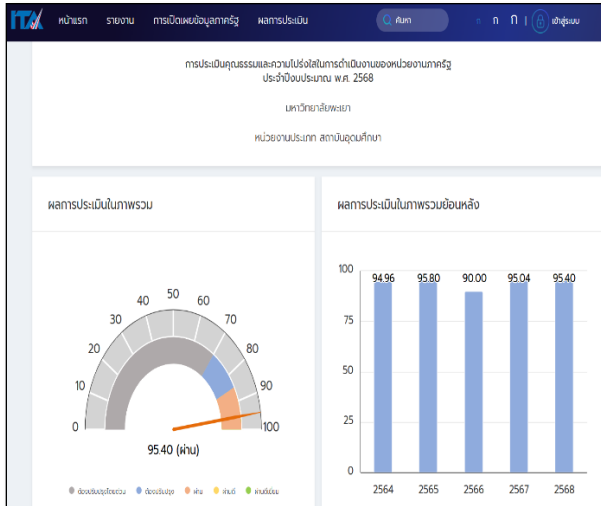 ITA หน้าแรก รายงาน การเปิดเผยข้อมูลภาครัฐ ผลการประเมิน ค้นหา ก ก ก | เข้าสู่ระบบ
การประเมินคุณธรรมและความโปร่งใสในการดำเนินงานของหน่วยงานภาครัฐ
ประจำปีงบประมาณ พ.ศ. 2568
มหาวิทยาลัยพะเยา
หน่วยงานประเภท สถาบันอุดมศึกษา
ผลการประเมินในภาพรวม
0 10 20 30 40 50 60 70 80 90 100
95.40 (ผ่าน)
ต้องปรับปรุงโดยด่วน ต้องปรับปรุง ผ่าน ผ่านดี ผ่านดีเยี่ยม
ผลการประเมินในภาพรวมย้อนหลัง
100
75
50
25
0
94.96 95.80 90.00 95.04 95.40
2564 2565 2566 2567 2568